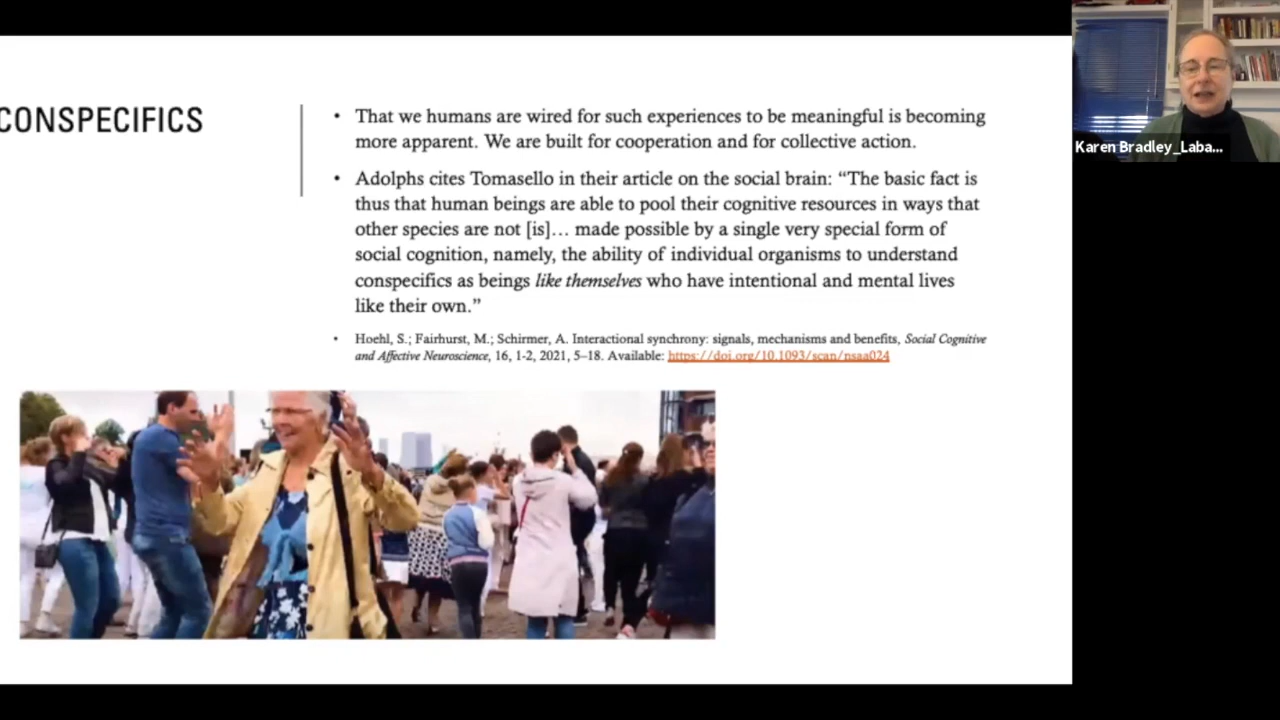 CONSPECIFICS
• That we humans are wired for such experiences to be meaningful is becoming
more apparent. We are built for cooperation and for collective action.
• Adolphs cites Tomasello in their article on the social brain: “The basic fact is
thus that human beings are able to pool their cognitive resources in ways that
other species are not [is]… made possible by a single very special form of
social cognition, namely, the ability of individual organisms to understand
conspecifics as beings like themselves who have intentional and mental lives
like their own.”
• Hoehl, S.; Fairhurst, M.; Schirmer, A. Interactional synchrony: signals, mechanisms and benefits, Social Cognitive
and Affective Neuroscience, 16, 1-2, 2021, 5–18. Available: https://doi.org/10.1093/scan/nsaa024
Karen Bradley_Laba...